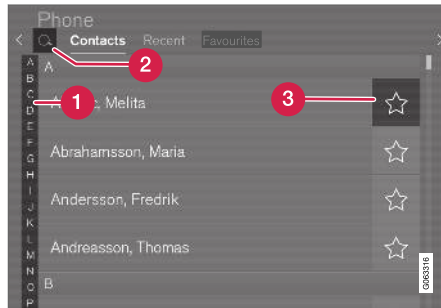 Phone
Contacts Recent Favourites
A
B
C
D
E
F
G
H
I
J
K
L
M
N
O
P
A
Melita
Abrahamsson, Maria
Andersson, Fredrik
Andreasson, Thomas
B
1
2
3
G063316